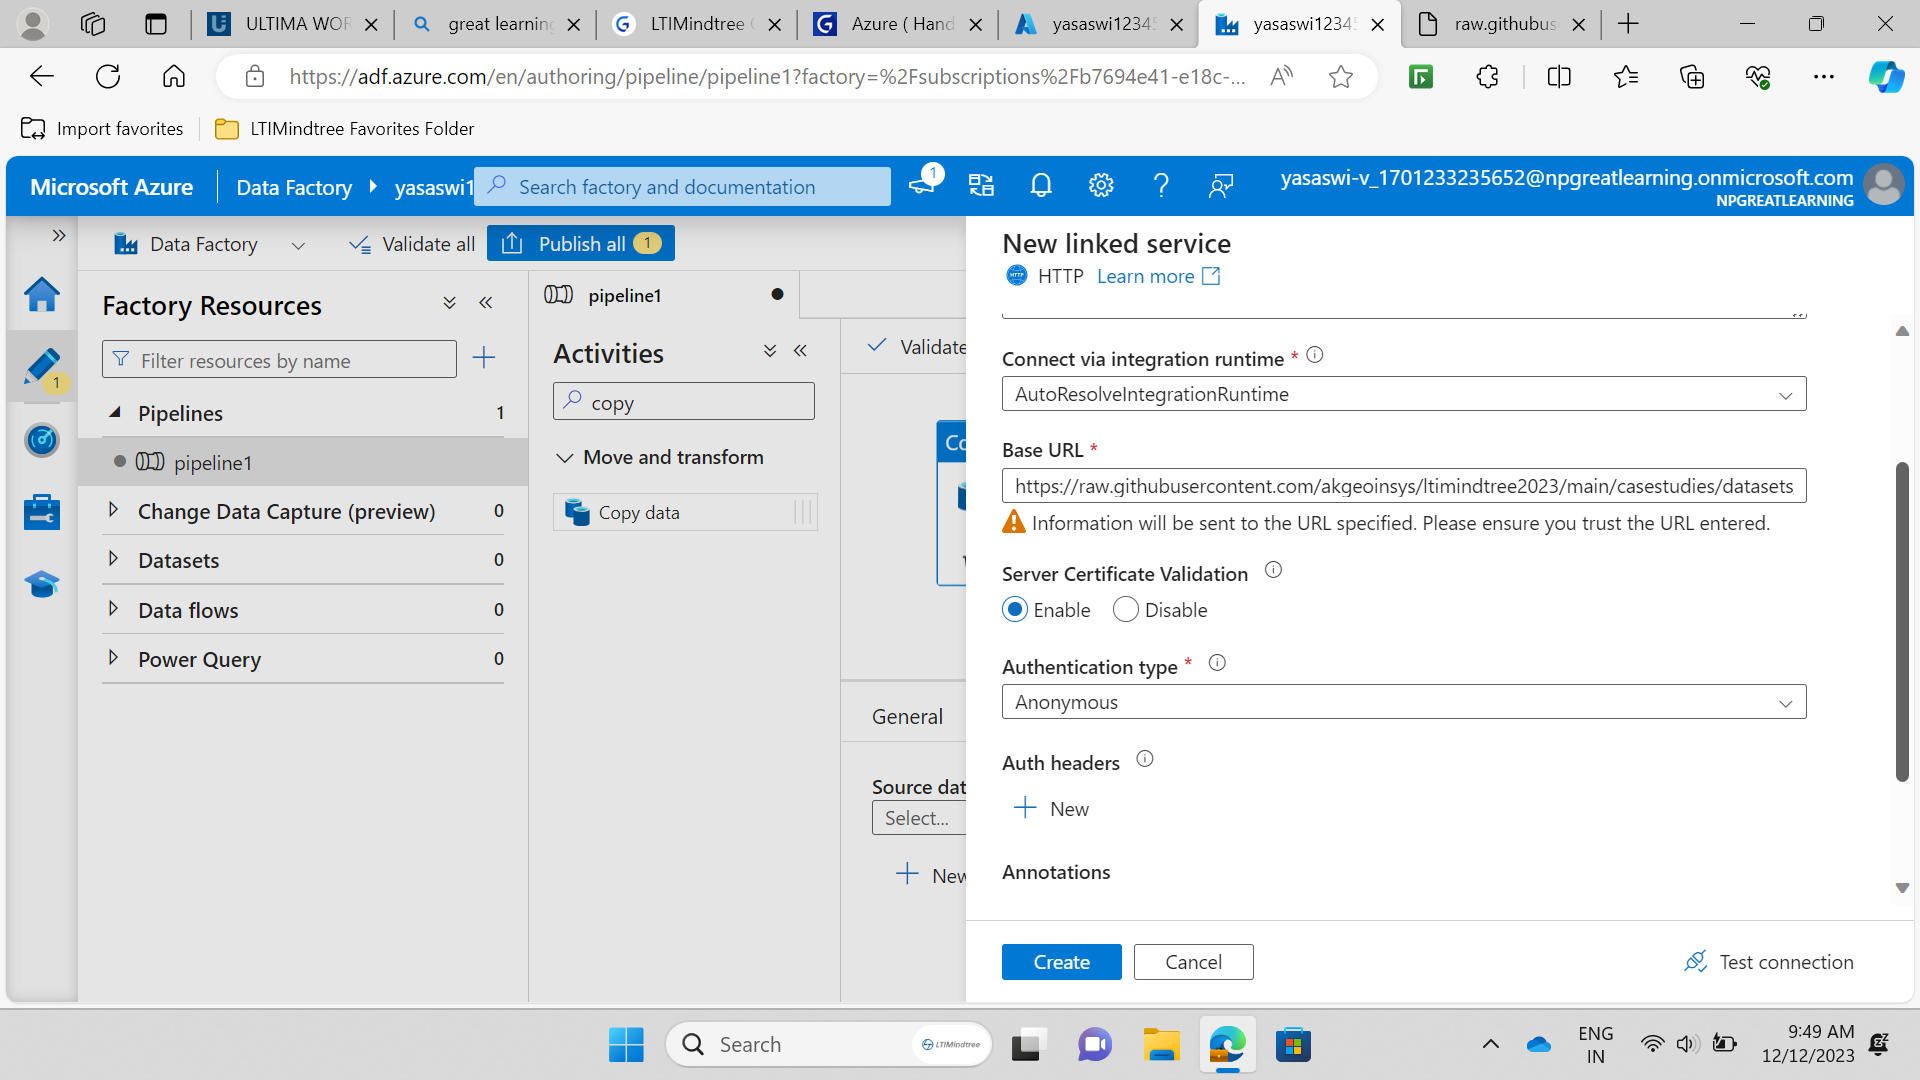 ULTIMA WOR
great learning
LTIMindtree
Azure ( Hand
yasaswi1234
yasaswi1234
raw.githubus
https://adf.azure.com/en/authoring/pipeline/pipeline1?factory=%2Fsubscriptions%2Fb7694e41-e18c-...
Import favorites
LTIMindtree Favorites Folder
Microsoft Azure
Data Factory
yasaswi1
Search factory and documentation
1
yasaswi-v_1701233235652@npgreatlearning.onmicrosoft.com
NPGREATLEARNING
Data Factory
Validate all
Publish all 1
Factory Resources
Filter resources by name
1
Pipelines 1
pipeline1
Change Data Capture (preview) 0
Datasets 0
Data flows 0
Power Query 0
pipeline1
Activities
copy
Move and transform
Copy data
Validate
Co
General
Source dat
Select...
New
New linked service
HTTP
HTTP Learn more
Connect via integration runtime *
AutoResolveIntegrationRuntime
Base URL *
https://raw.githubusercontent.com/akgeoinsys/ltimindtree2023/main/casestudies/datasets
Information will be sent to the URL specified. Please ensure you trust the URL entered.
Server Certificate Validation
Enable
Disable
Authentication type *
Anonymous
Auth headers
New
Annotations
Create
Cancel
Test connection
Search
LTIMindtree
ENG
IN
9:49 AM
12/12/2023